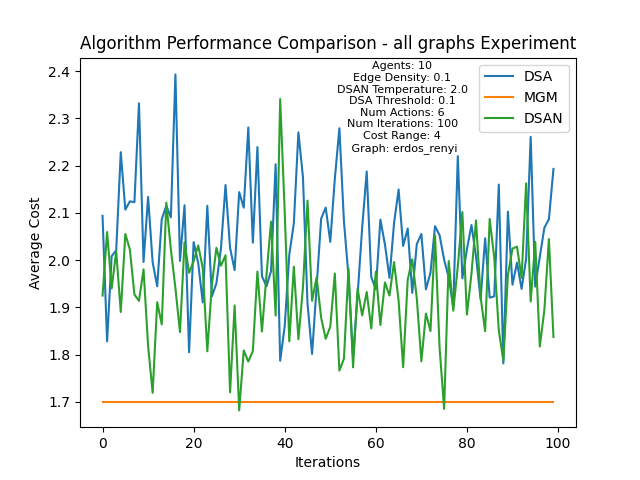 Algorithm Performance Comparison - all graphs Experiment
Agents: 10
Edge Density: 0.1
DSAN Temperature: 2.0
DSA Threshold: 0.1
Num Actions: 6
Num Iterations: 100
Cost Range: 4
Graph: erdos_renyi
DSA
MGM
DSAN
2.4
2.3
2.2
2.1
2.0
1.9
1.8
1.7
Average Cost
0 20 40 60 80 100
Iterations